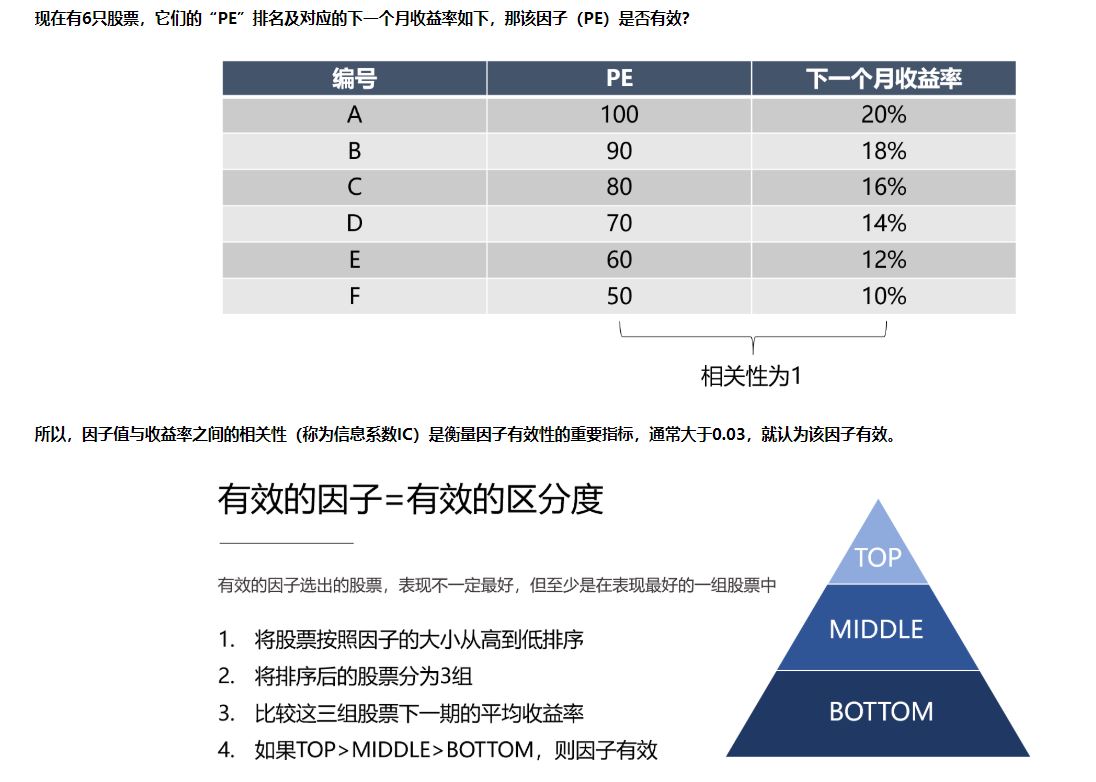 现在有6只股票，它们的“PE”排名及对应的下一个月收益率如下，那该因子（PE）是否有效？
编号 PE 下一个月收益率
A 100 20%
B 90 18%
C 80 16%
D 70 14%
E 60 12%
F 50 10%
相关性为1
所以，因子值与收益率之间的相关性（称为信息系数IC）是衡量因子有效性的重要指标，通常大于0.03，就认为该因子有效。
有效的因子=有效的区分度
有效的因子选出的股票，表现不一定最好，但至少是在表现最好的一组股票中
1. 将股票按照因子的大小从高到低排序
2. 将排序后的股票分为3组
3. 比较这三组股票下一期的平均收益率
4. 如果TOP>MIDDLE>BOTTOM，则因子有效
TOP
MIDDLE
BOTTOM